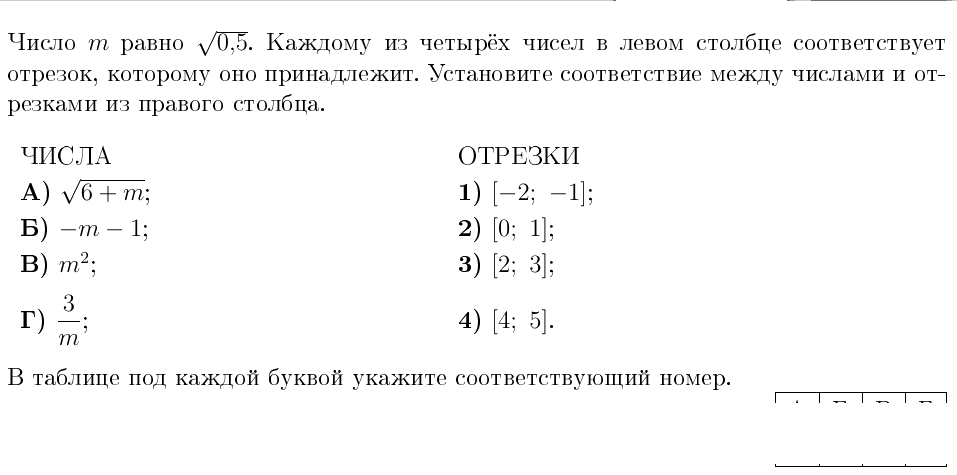 Число m равно √0,5. Каждому из четырёх чисел в левом столбце соответствует
отрезок, которому оно принадлежит. Установите соответствие между числами и от-
резками из правого столбца.
ЧИСЛА
ОТРЕЗКИ
А) √(6 + m);
1) [−2; −1];
Б) −m − 1;
2) [0; 1];
В) m²;
3) [2; 3];
Г) 3/m;
4) [4; 5].
В таблице под каждой буквой укажите соответствующий номер.